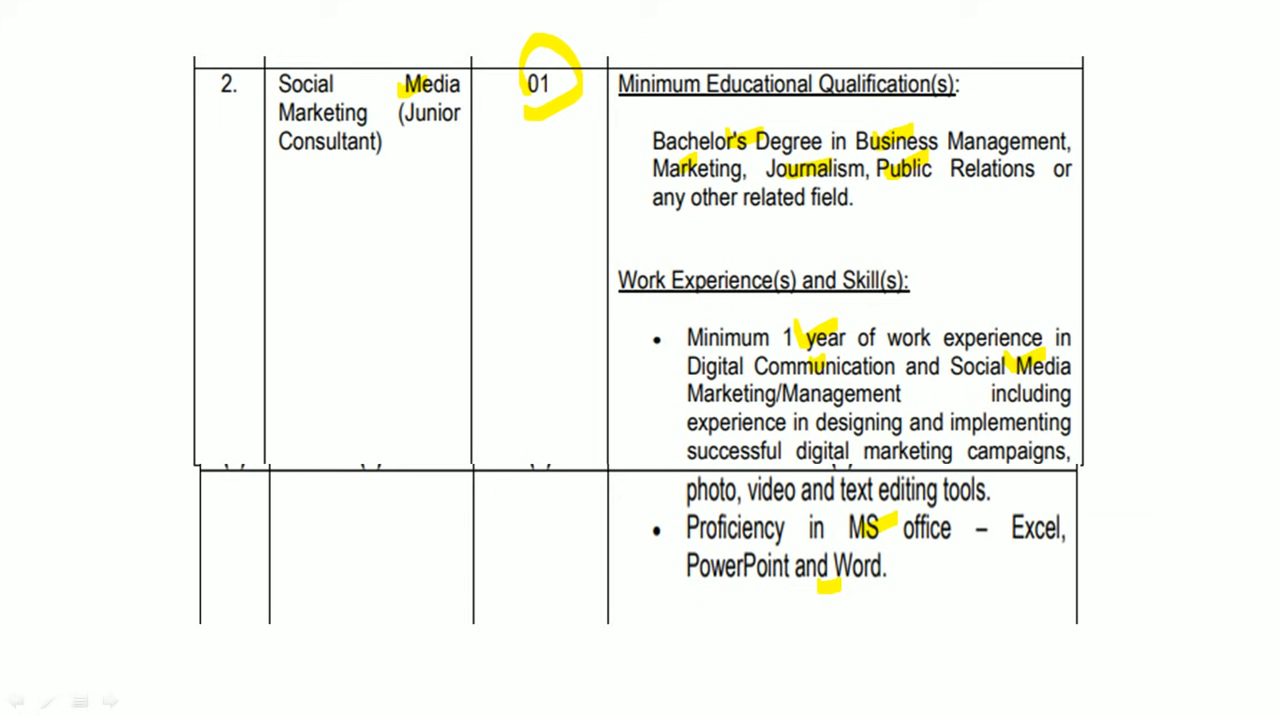 2.
Social Media
Marketing (Junior
Consultant)
01
Minimum Educational Qualification(s):
Bachelor's Degree in Business Management,
Marketing, Journalism, Public Relations or
any other related field.
Work Experience(s) and Skill(s):
• Minimum 1 year of work experience in
Digital Communication and Social Media
Marketing/Management including
experience in designing and implementing
successful digital marketing campaigns,
photo, video and text editing tools.
• Proficiency in MS office – Excel,
PowerPoint and Word.